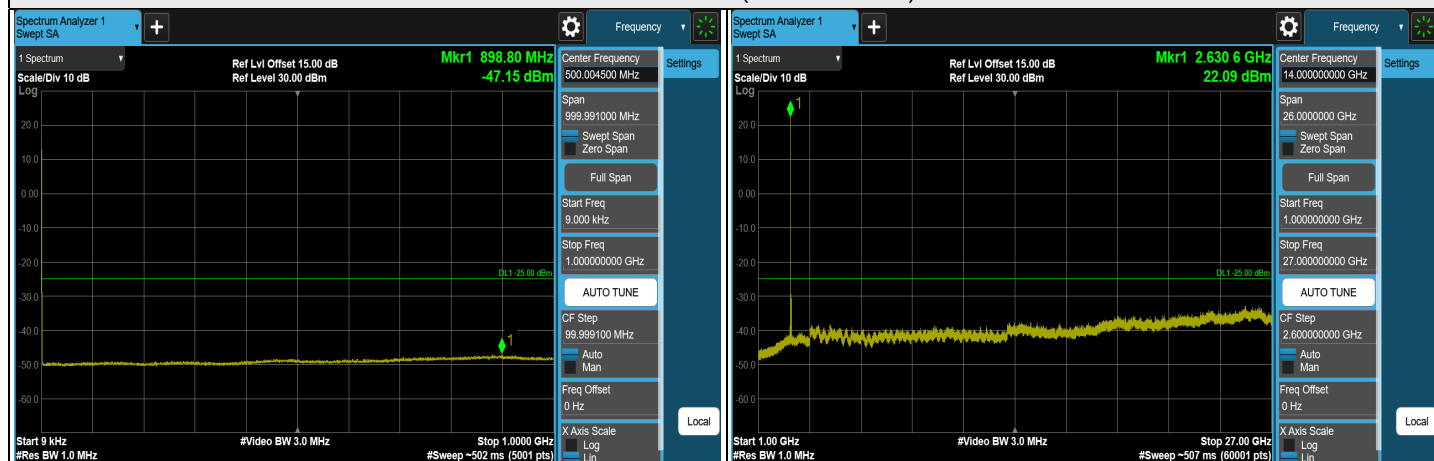 Spectrum Analyzer 1
Swept SA
+
Frequency
1 Spectrum
Ref Lvl Offset 15.00 dB
Mkr1 898.80 MHz
Scale/Div 10 dB
Ref Level 30.00 dBm
-47.15 dBm
Log
1
20.0
10.0
0.00
-10.0
-20.0
-30.0
-40.0
-50.0
-60.0
DL1 -25.00 dBm
Start 9 kHz
#Video BW 3.0 MHz
Stop 1.0000 GHz
#Res BW 1.0 MHz
#Sweep ~502 ms (5001 pts)
Center Frequency
500.004500 MHz
Settings
Span
999.991000 MHz
Swept Span
Zero Span
Full Span
Start Freq
9.000 kHz
Stop Freq
1.000000000 GHz
AUTO TUNE
CF Step
99.999100 MHz
Auto
Man
Freq Offset
0 Hz
X Axis Scale
Log
Lin
Local
Spectrum Analyzer 1
Swept SA
+
Frequency
1 Spectrum
Ref Lvl Offset 15.00 dB
Mkr1 2.630 6 GHz
Scale/Div 10 dB
Ref Level 30.00 dBm
22.09 dBm
Log
1
20.0
10.0
0.00
-10.0
-20.0
-30.0
-40.0
-50.0
-60.0
DL1 -25.00 dBm
Start 1.00 GHz
#Video BW 3.0 MHz
Stop 27.00 GHz
#Res BW 1.0 MHz
#Sweep ~507 ms (60001 pts)
Center Frequency
14.000000000 GHz
Settings
Span
26.0000000 GHz
Swept Span
Zero Span
Full Span
Start Freq
1.000000000 GHz
Stop Freq
27.000000000 GHz
AUTO TUNE
CF Step
2.600000000 GHz
Auto
Man
Freq Offset
0 Hz
X Axis Scale
Log
Lin
Local